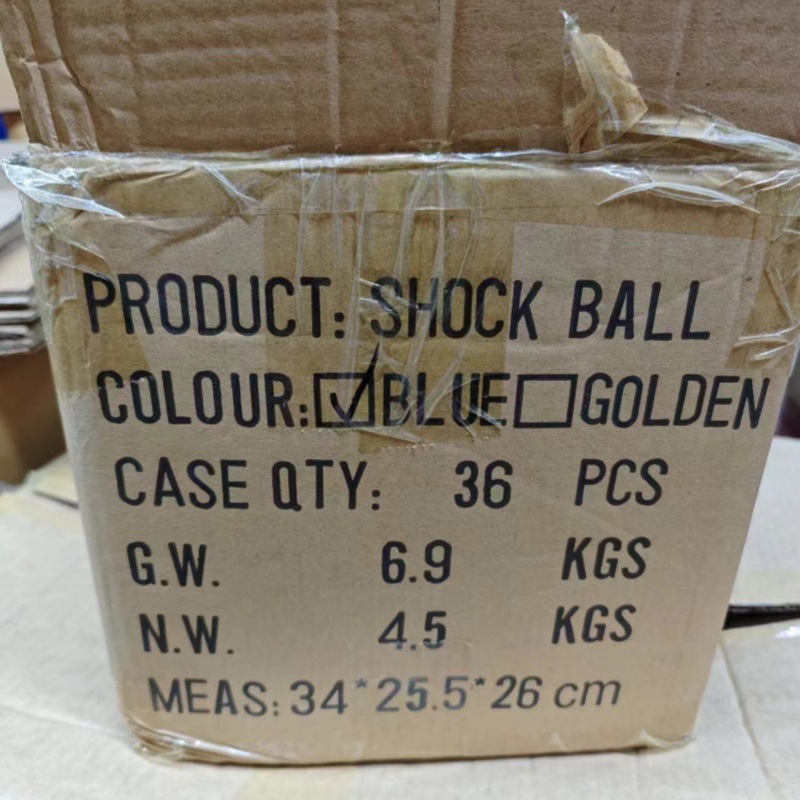 PRODUCT: SHOCK BALL
COLOUR:☑BLUE☐GOLDEN
CASE QTY: 36 PCS
G.W. 6.9 KGS
N.W. 4.5 KGS
MEAS: 34*25.5*26 cm